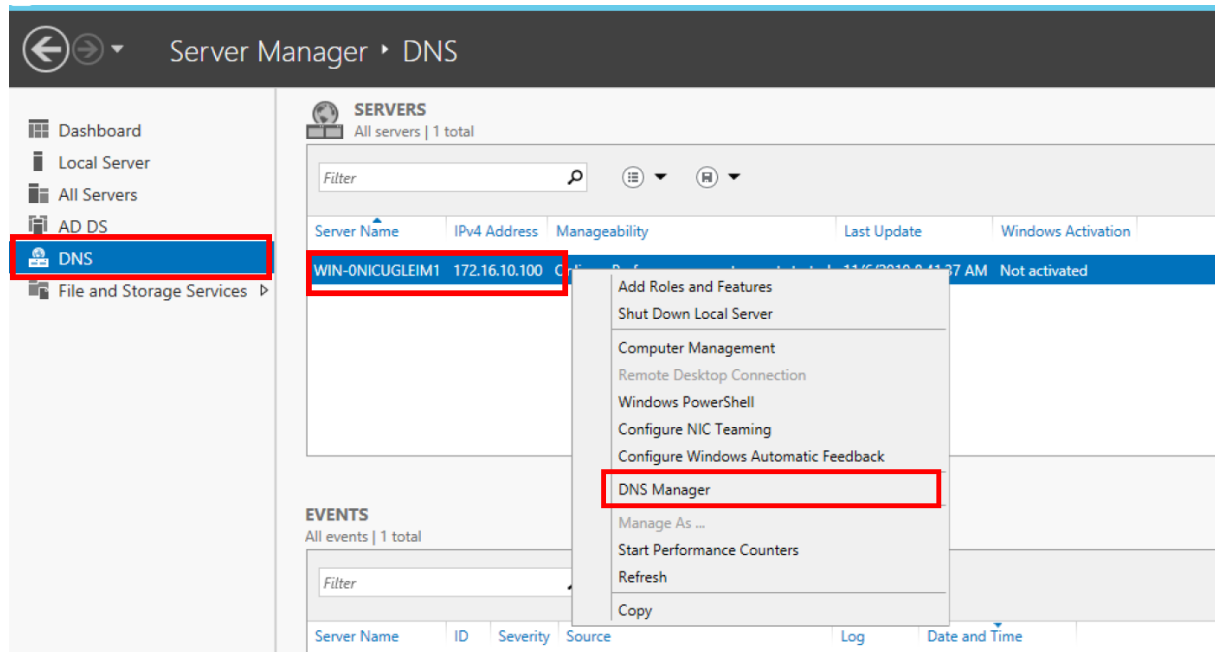 Server Manager ‣ DNS
Dashboard
Local Server
All Servers
AD DS
DNS
File and Storage Services
SERVERS
All servers | 1 total
Filter
Server Name IPv4 Address Manageability Last Update Windows Activation
WIN-0NICUGLEIM1 172.16.10.100 AM Not activated
Add Roles and Features
Shut Down Local Server
Computer Management
Remote Desktop Connection
Windows PowerShell
Configure NIC Teaming
Configure Windows Automatic Feedback
DNS Manager
Manage As ...
Start Performance Counters
Refresh
Copy
EVENTS
All events | 1 total
Filter
Server Name ID Severity Source Log Date and Time